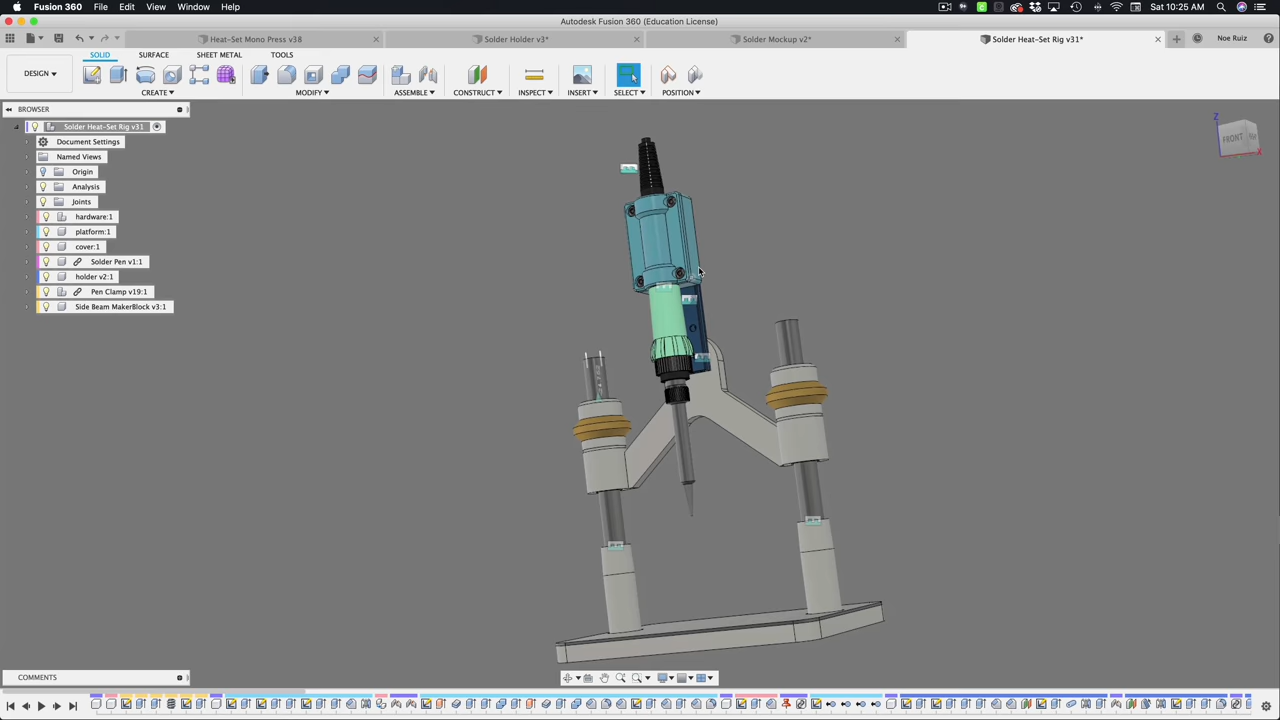 Fusion 360 File Edit View Window Help
Sat 10:25 AM
Autodesk Fusion 360 (Education License)
Heat-Set Mono Press v38
Solder Holder v3*
Solder Mockup v2*
Solder Heat-Set Rig v31*
Noe Ruiz
SOLID SURFACE SHEET METAL TOOLS
DESIGN
CREATE MODIFY ASSEMBLE CONSTRUCT INSPECT INSERT SELECT POSITION
BROWSER
Solder Heat-Set Rig v31
Document Settings
Named Views
Origin
Analysis
Joints
hardware:1
platform:1
cover:1
Solder Pen v1:1
holder v2:1
Pen Clamp v19:1
Side Beam MakerBlock v3:1
Z
FRONT
X
COMMENTS